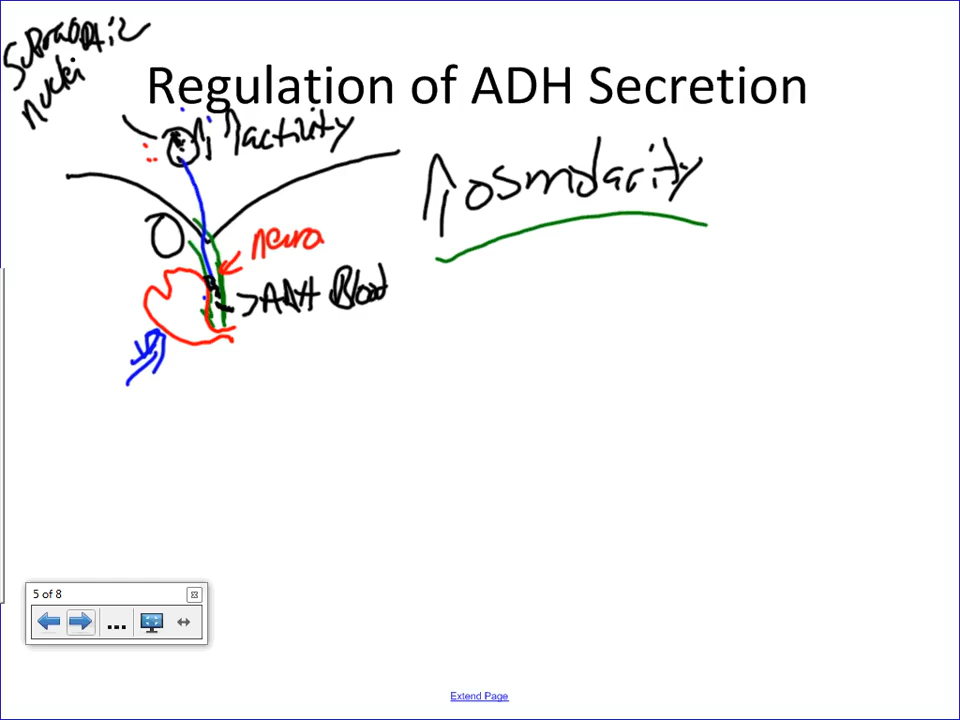 Supraoptic
nuclei
Regulation of ADH Secretion
↑ activity
↑ osmolarity
neuro
ADH Blood
5 of 8
...
Extend Page